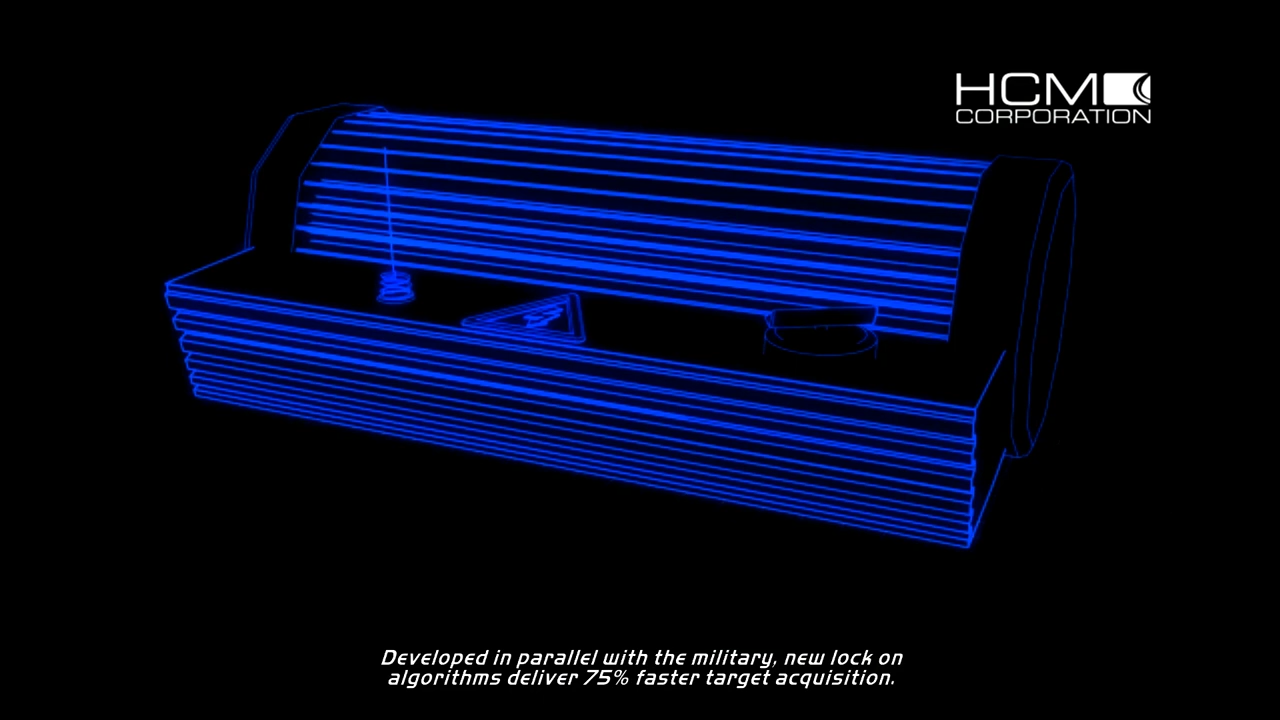 HCM
CORPORATION
Developed in parallel with the military, new lock on
algorithms deliver 75% faster target acquisition.